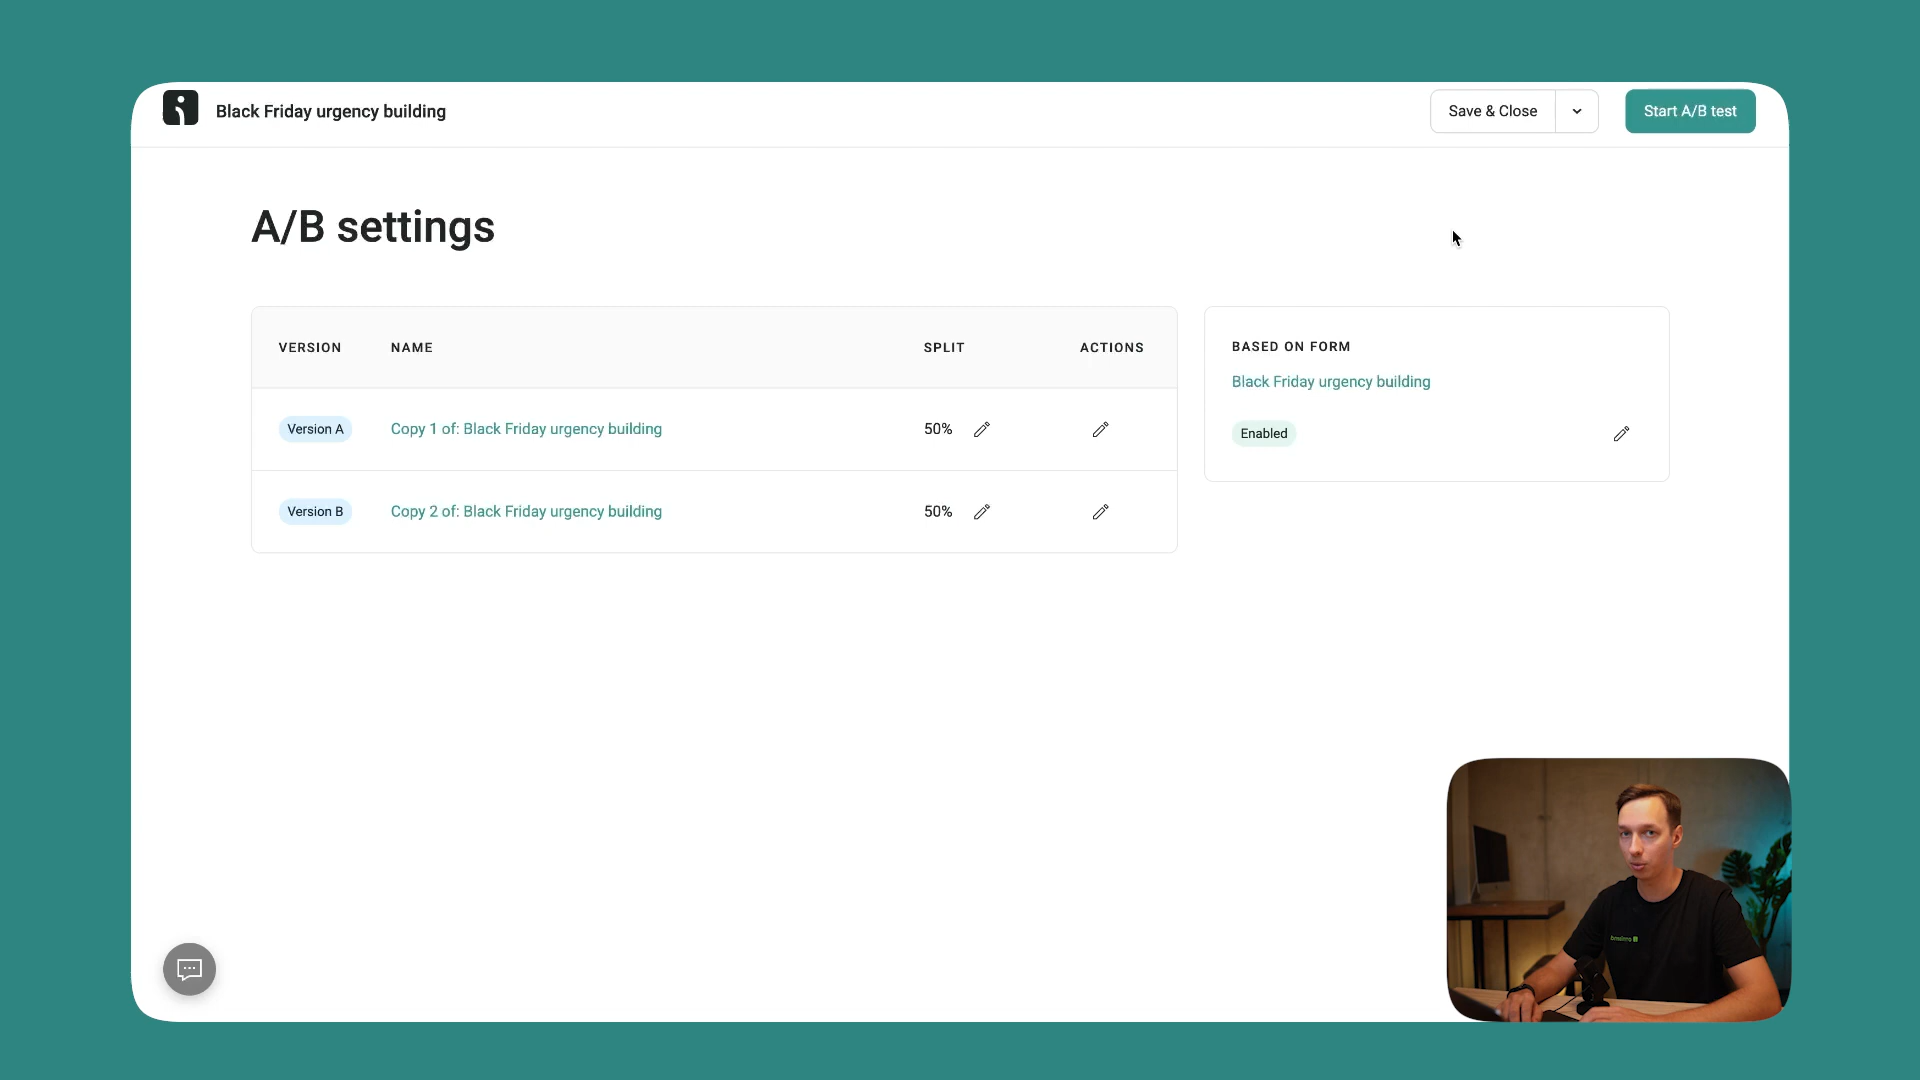 Black Friday urgency building
Save & Close
Start A/B test
A/B settings
VERSION NAME SPLIT ACTIONS
Version A Copy 1 of: Black Friday urgency building 50%
Version B Copy 2 of: Black Friday urgency building 50%
BASED ON FORM
Black Friday urgency building
Enabled